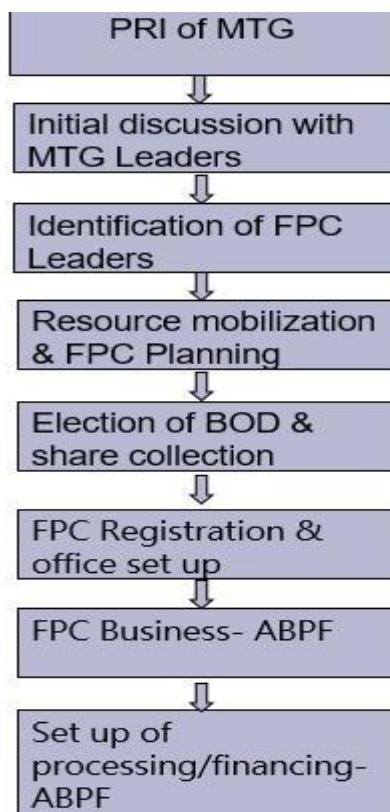 PRI of MTG
Initial discussion with
MTG Leaders
Identification of FPC
Leaders
Resource mobilization
& FPC Planning
Election of BOD &
share collection
FPC Registration &
office set up
FPC Business- ABPF
Set up of
processing/financing-
ABPF